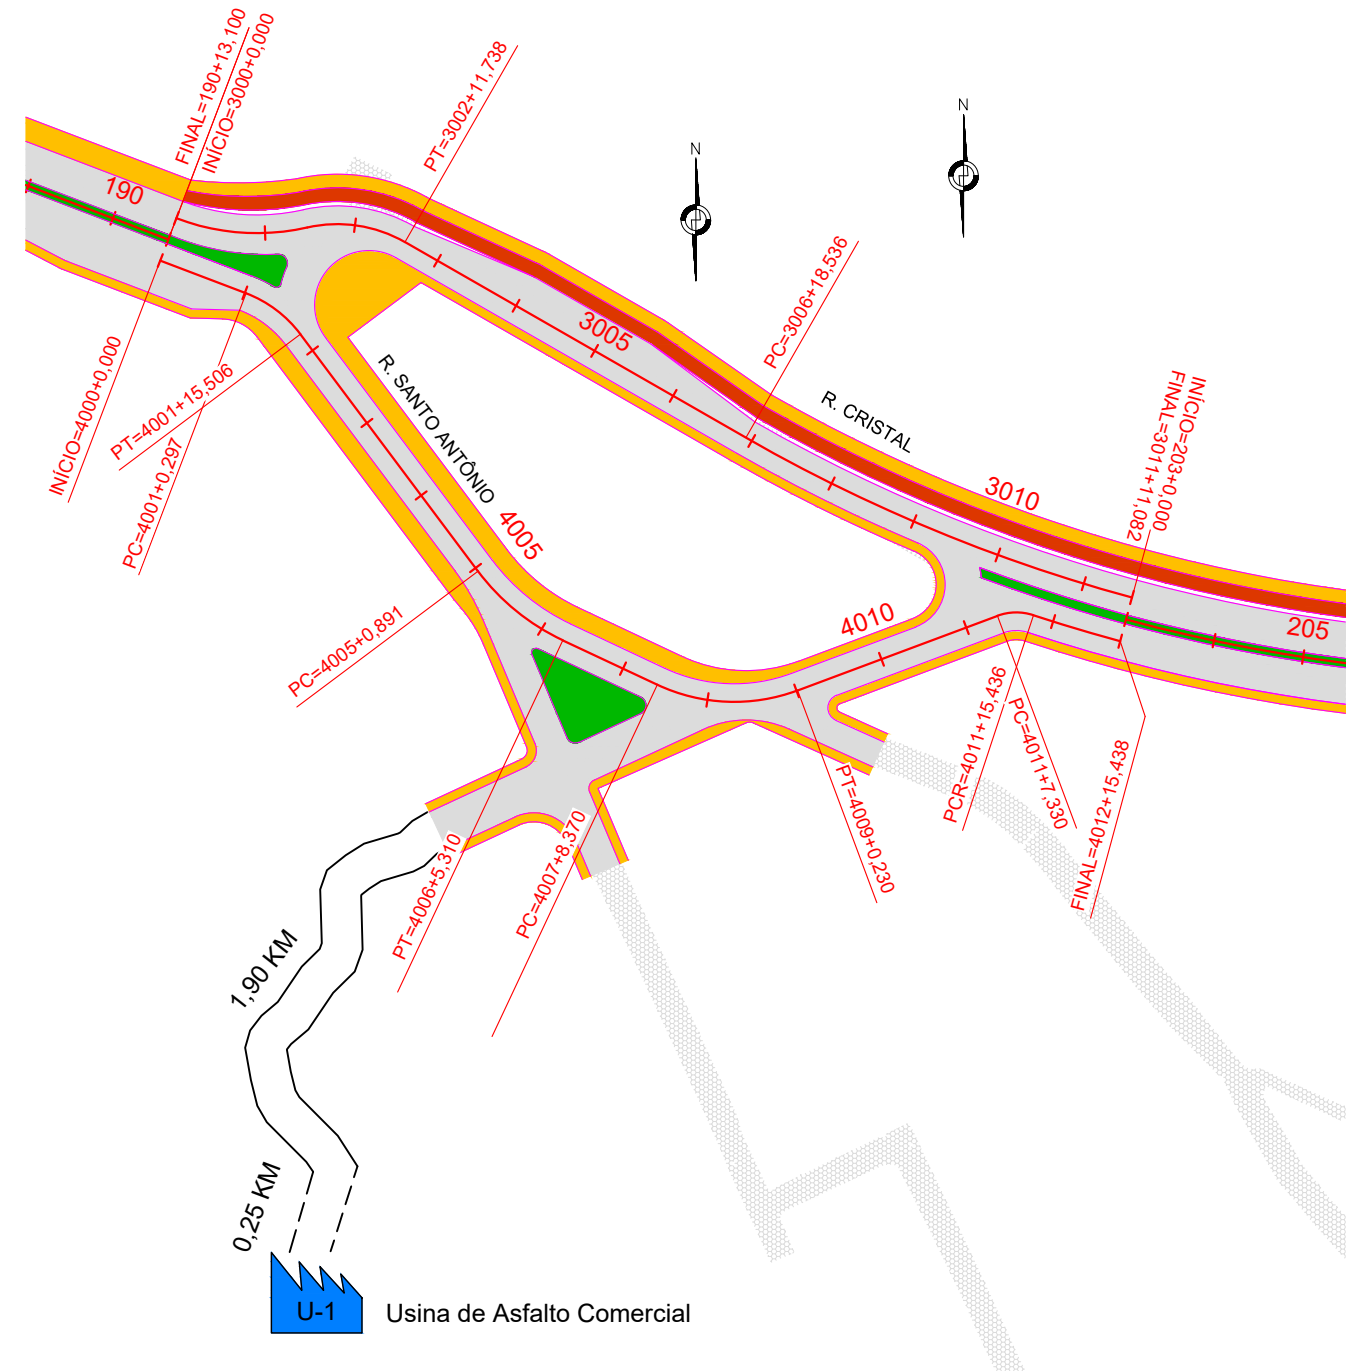 FINAL=190+13,100
INÍCIO=3000+0,000
PT=3002+11,738
N
N
190
3005
PC=3006+18,536
R. CRISTAL
INÍCIO=203+0,000
FINAL=3011+11,082
3010
205
INÍCIO=4000+0,000
PT=4001+15,506
PC=4001+0,297
R. SANTO ANTÔNIO
4005
PC=4005+0,891
4010
PCR=4011+15,436
PC=4011+7,330
FINAL=4012+15,438
PT=4009+0,230
PT=4006+5,310
PC=4007+8,370
1,90 KM
0,25 KM
U-1
Usina de Asfalto Comercial